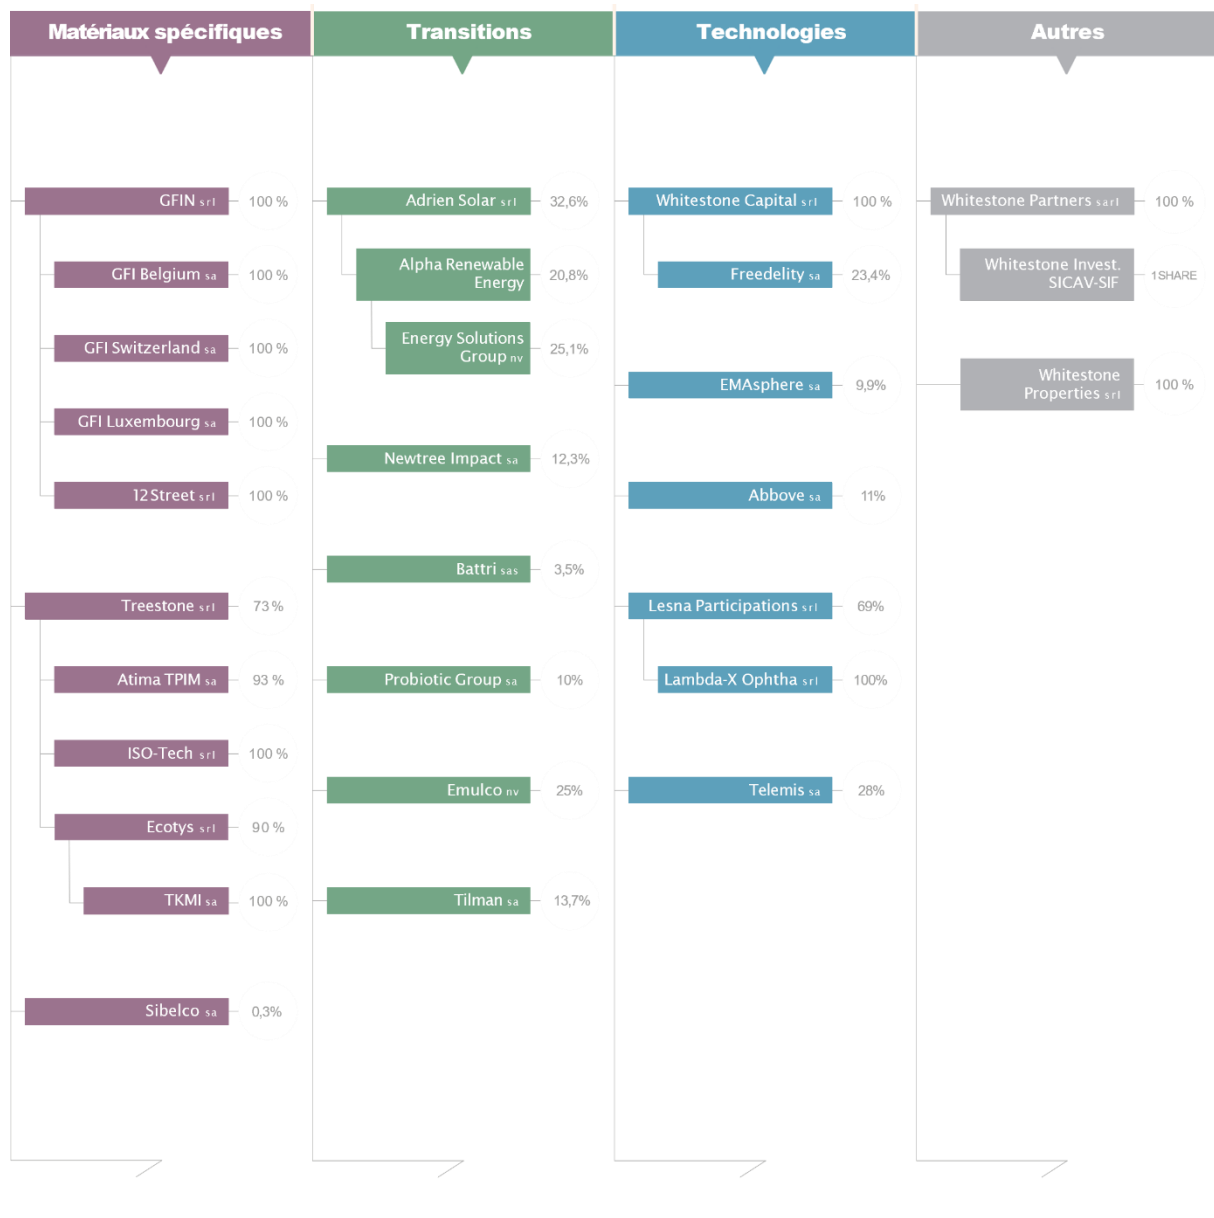 Matériaux spécifiques
GFIN srl 100 %
GFI Belgium sa 100 %
GFI Switzerland sa 100 %
GFI Luxembourg sa 100 %
12 Street srl 100 %
Treestone srl 73 %
Atima TPIM sa 93 %
ISO-Tech srl 100 %
Ecotys srl 90 %
TKMI sa 100 %
Sibelco sa 0,3%
Transitions
Adrien Solar srl 32,6%
Alpha Renewable
Energy 20,8%
Energy Solutions
Group nv 25,1%
Newtree Impact sa 12,3%
Battri sas 3,5%
Probiotic Group sa 10%
Emulco nv 25%
Tilman sa 13,7%
Technologies
Whitestone Capital srl 100 %
Freedelity sa 23,4%
EMAsphere sa 9,9%
Abbove sa 11%
Lesna Participations srl 69%
Lambda-X Ophtha srl 100%
Telemis sa 28%
Autres
Whitestone Partners sarl 100 %
Whitestone Invest.
SICAV-SIF 1SHARE
Whitestone
Properties srl 100 %